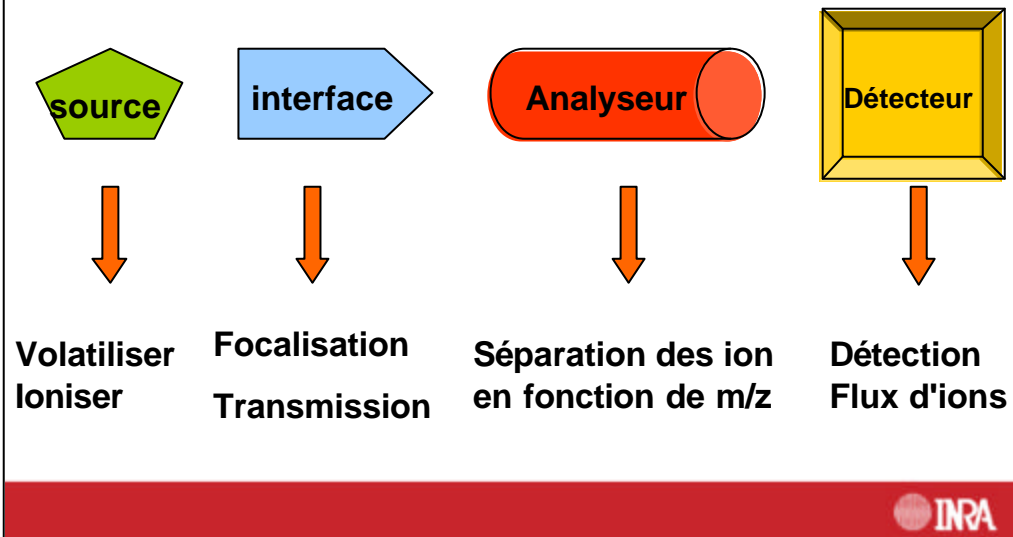 source
interface
Analyseur
Détecteur
Volatiliser
Ioniser
Focalisation
Transmission
Séparation des ion
en fonction de m/z
Détection
Flux d'ions
INRA